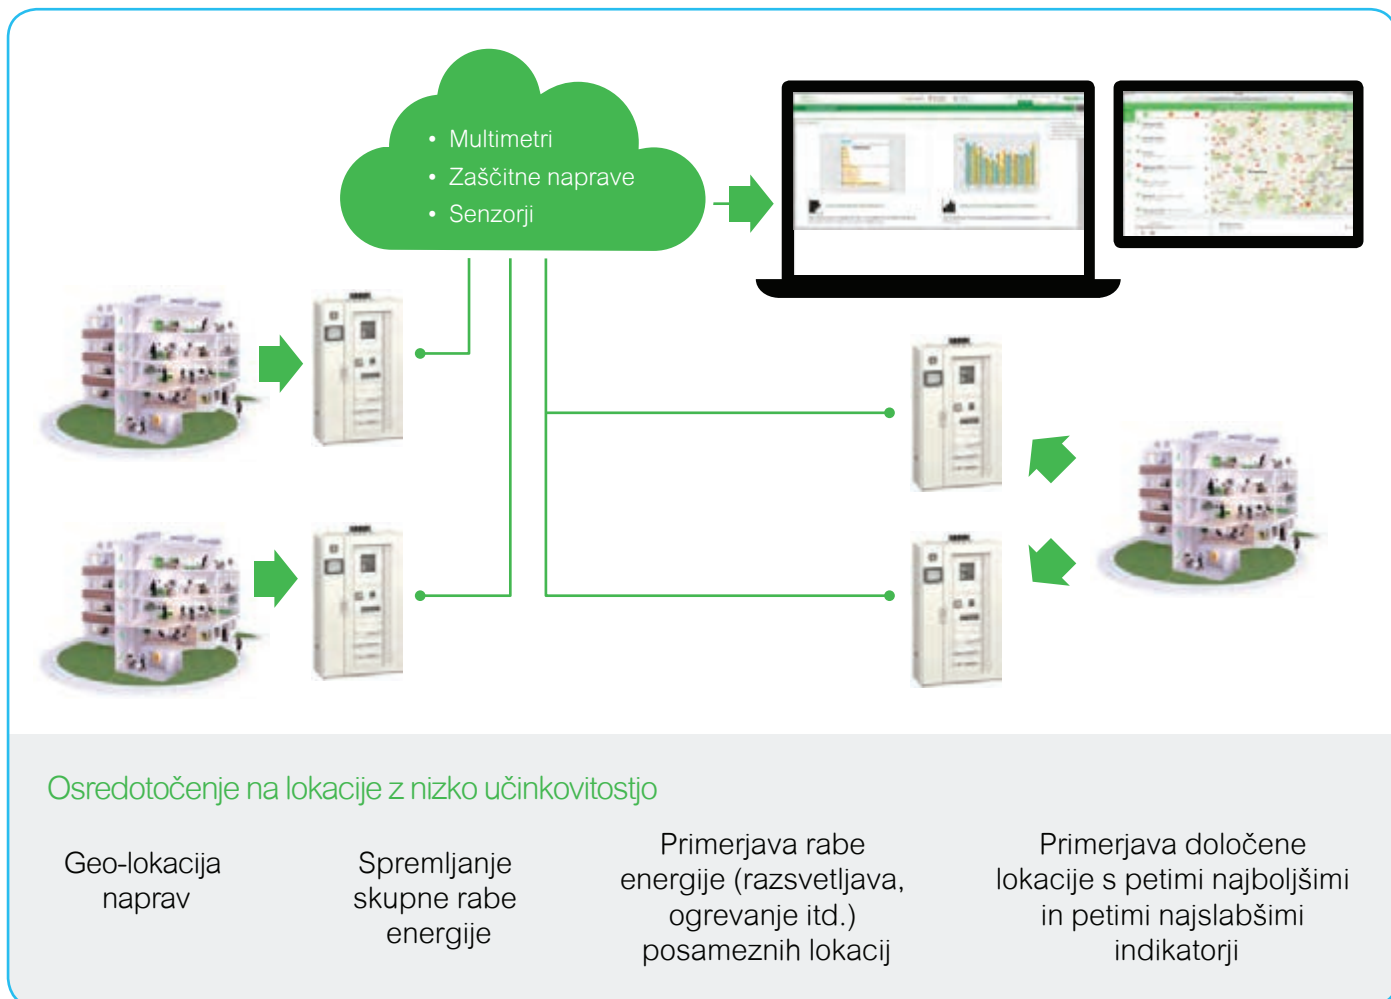 • Multimetri
• Zaščitne naprave
• Senzorji
Osredotočenje na lokacije z nizko učinkovitostjo
Geo-lokacija
naprav
Spremljanje
skupne rabe
energije
Primerjava rabe
energije (razsvetljava,
ogrevanje itd.)
posameznih lokacij
Primerjava določene
lokacije s petimi najboljšimi
in petimi najslabšimi
indikatorji